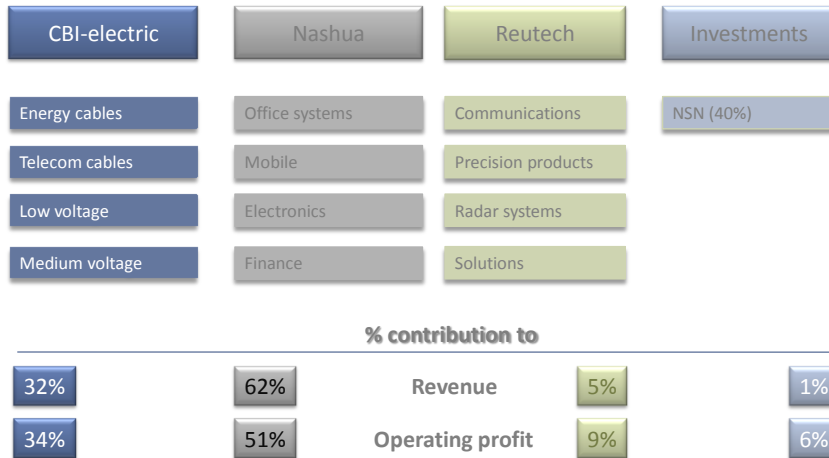 CBI-electric Nashua Reutech Investments
Energy cables Office systems Communications NSN (40%)
Telecom cables Mobile Precision products
Low voltage Electronics Radar systems
Medium voltage Finance Solutions
% contribution to
32% 62% Revenue 5% 1%
34% 51% Operating profit 9% 6%